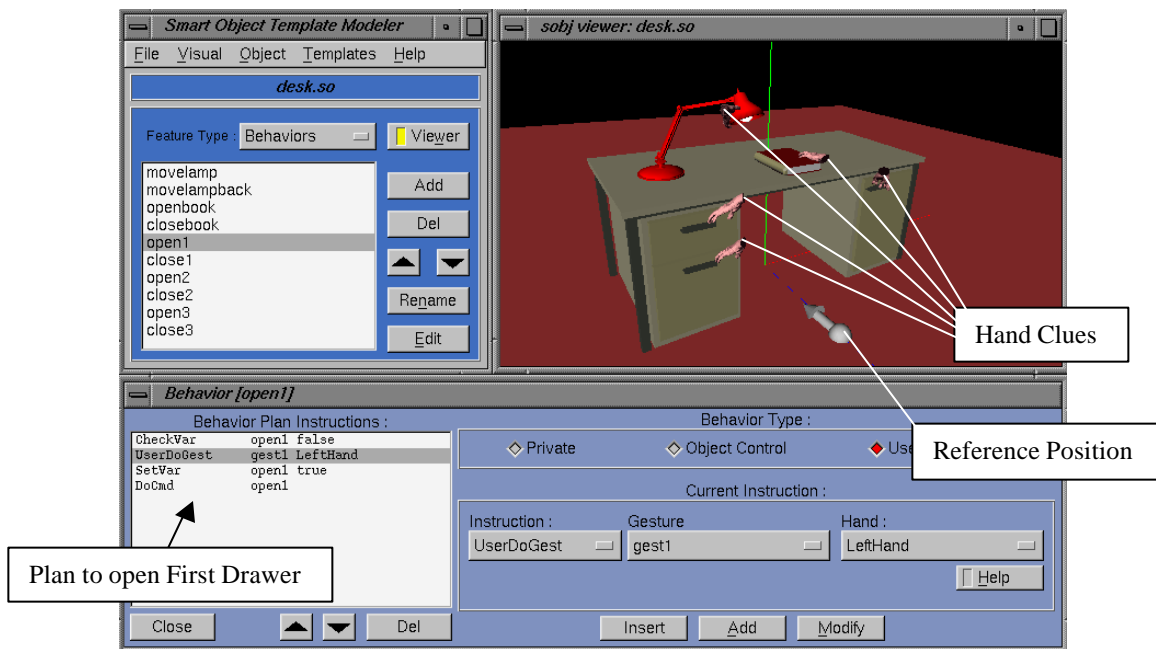 Smart Object Template Modeler
File Visual Object Templates Help
desk.so
Feature Type : Behaviors
Viewer
movelamp
movelampback
openbook
closebook
open1
close1
open2
close2
open3
close3
Add
Del
Rename
Edit
sobj viewer: desk.so
Hand Clues
Reference Position
Behavior [open1]
Behavior Plan Instructions :
CheckVar open1 false
UserDoGest gest1 LeftHand
SetVar open1 true
DoCmd open1
Plan to open First Drawer
Close
Del
Behavior Type :
Private
Object Control
Current Instruction :
Instruction :
Gesture
Hand :
UserDoGest
gest1
LeftHand
Help
Insert
Add
Modify